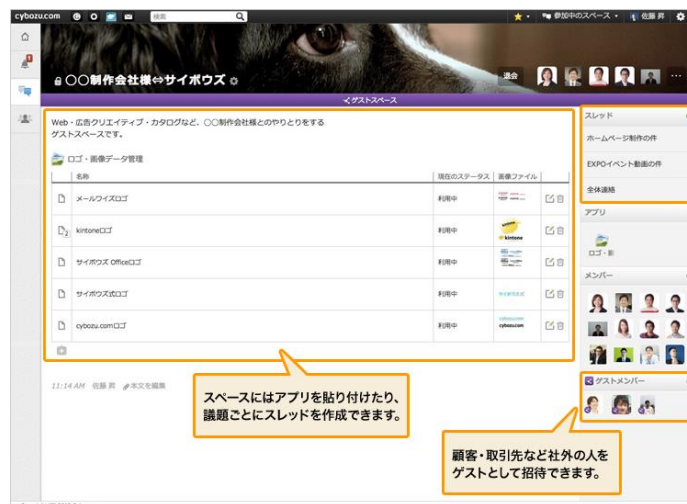 cybozu.com
検索
参加中のスペース
佐藤 昇
〇〇制作会社様⇔サイボウズ
退会
ゲストスペース
Web・広告クリエイティブ・カタログなど、〇〇制作会社様とのやりとりをする
ゲストスペースです。
ロゴ・画像データ管理
名称 現在のステータス 画像ファイル
メールワイズロゴ 利用中
2 kintoneロゴ 利用中 kintone
サイボウズ Officeロゴ 利用中
サイボウズ式ロゴ 利用中
cybozu.comロゴ 利用中 cybozu.com
cybozu.com
11:14 AM 佐藤 昇 本文を編集
スペースにはアプリを貼り付けたり、
議題ごとにスレッドを作成できます。
スレッド
ホームページ制作の件
EXPOイベント動画の件
全体連絡
アプリ
ロゴ・影
メンバー
ゲストメンバー
顧客・取引先など社外の人を
ゲストとして招待できます。